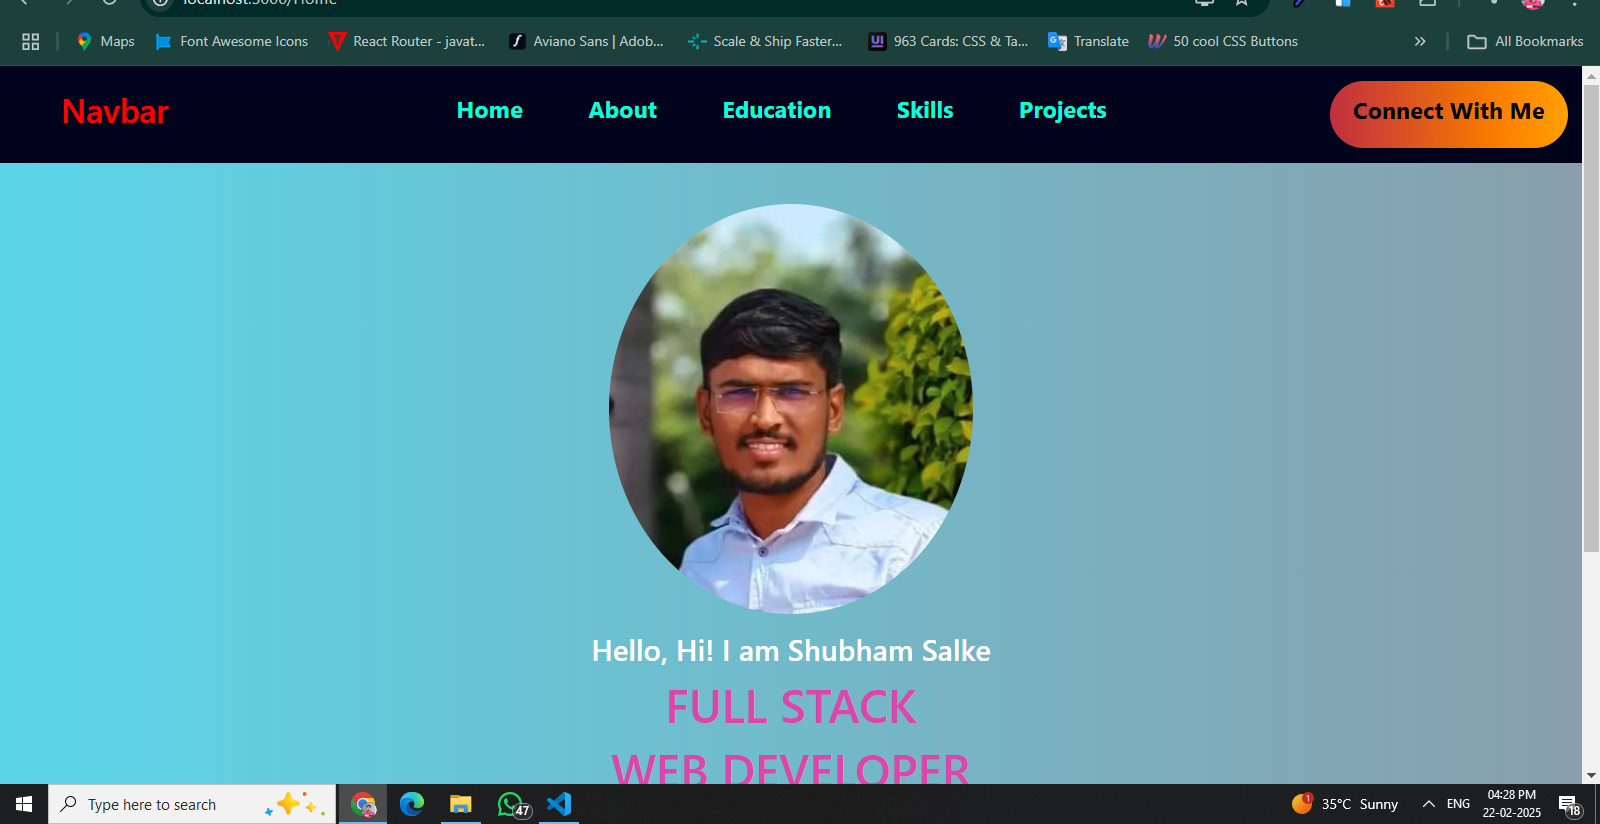 localhost:3000/Home
Maps
Font Awesome Icons
React Router - javat...
Aviano Sans | Adob...
Scale & Ship Faster...
963 Cards: CSS & Ta...
Translate
50 cool CSS Buttons
All Bookmarks
Navbar
Home
About
Education
Skills
Projects
Connect With Me
Hello, Hi! I am Shubham Salke
FULL STACK
WEB DEVELOPER
Type here to search
47
1
35°C Sunny
ENG
04:28 PM
22-02-2025
18